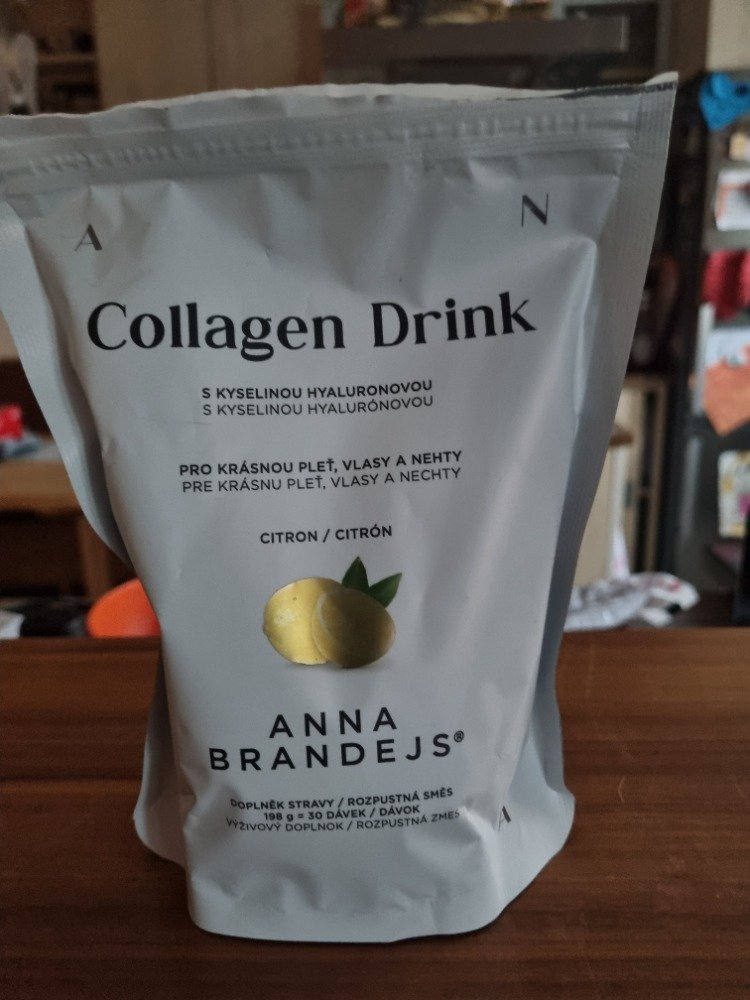 A
N
Collagen Drink
S KYSELINOU HYALURONOVOU
S KYSELINOU HYALURÓNOVOU
PRO KRÁSNOU PLEŤ, VLASY A NEHTY
PRE KRÁSNU PLEŤ, VLASY A NECHTY
CITRON / CITRÓN
ANNA
BRANDEJS®
DOPLNĚK STRAVY / ROZPUSTNÁ SMĚS
198 g = 30 DÁVEK / DÁVOK
VÝŽIVOVÝ DOPLNOK / ROZPUSTNÁ ZMES
A